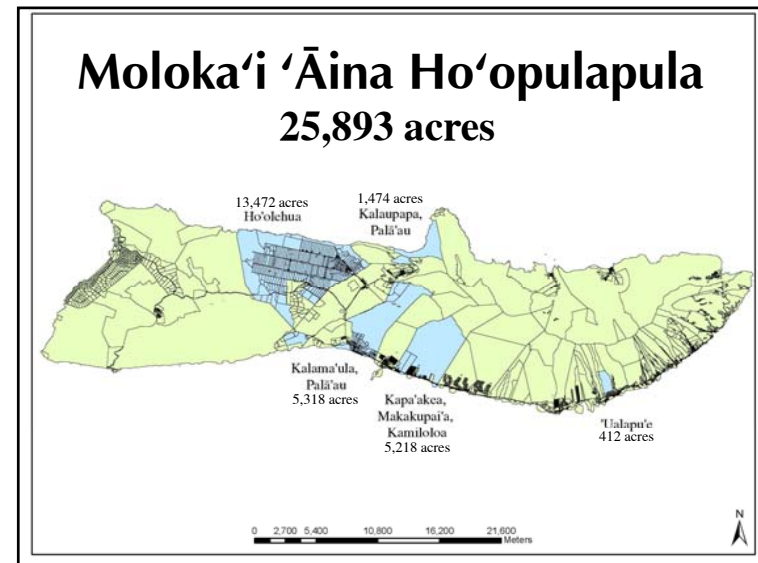 Moloka‘i ‘Āina Ho‘opulapula
25,893 acres
13,472 acres
Ho'olehua
1,474 acres
Kalaupapa,
Palā'au
Kalama'ula,
Palā'au
5,318 acres
Kapa'akea,
Makakupai'a,
Kamiloloa
5,218 acres
'Ualapu'e
412 acres
0 2,700 5,400 10,800 16,200 21,600
Meters
N